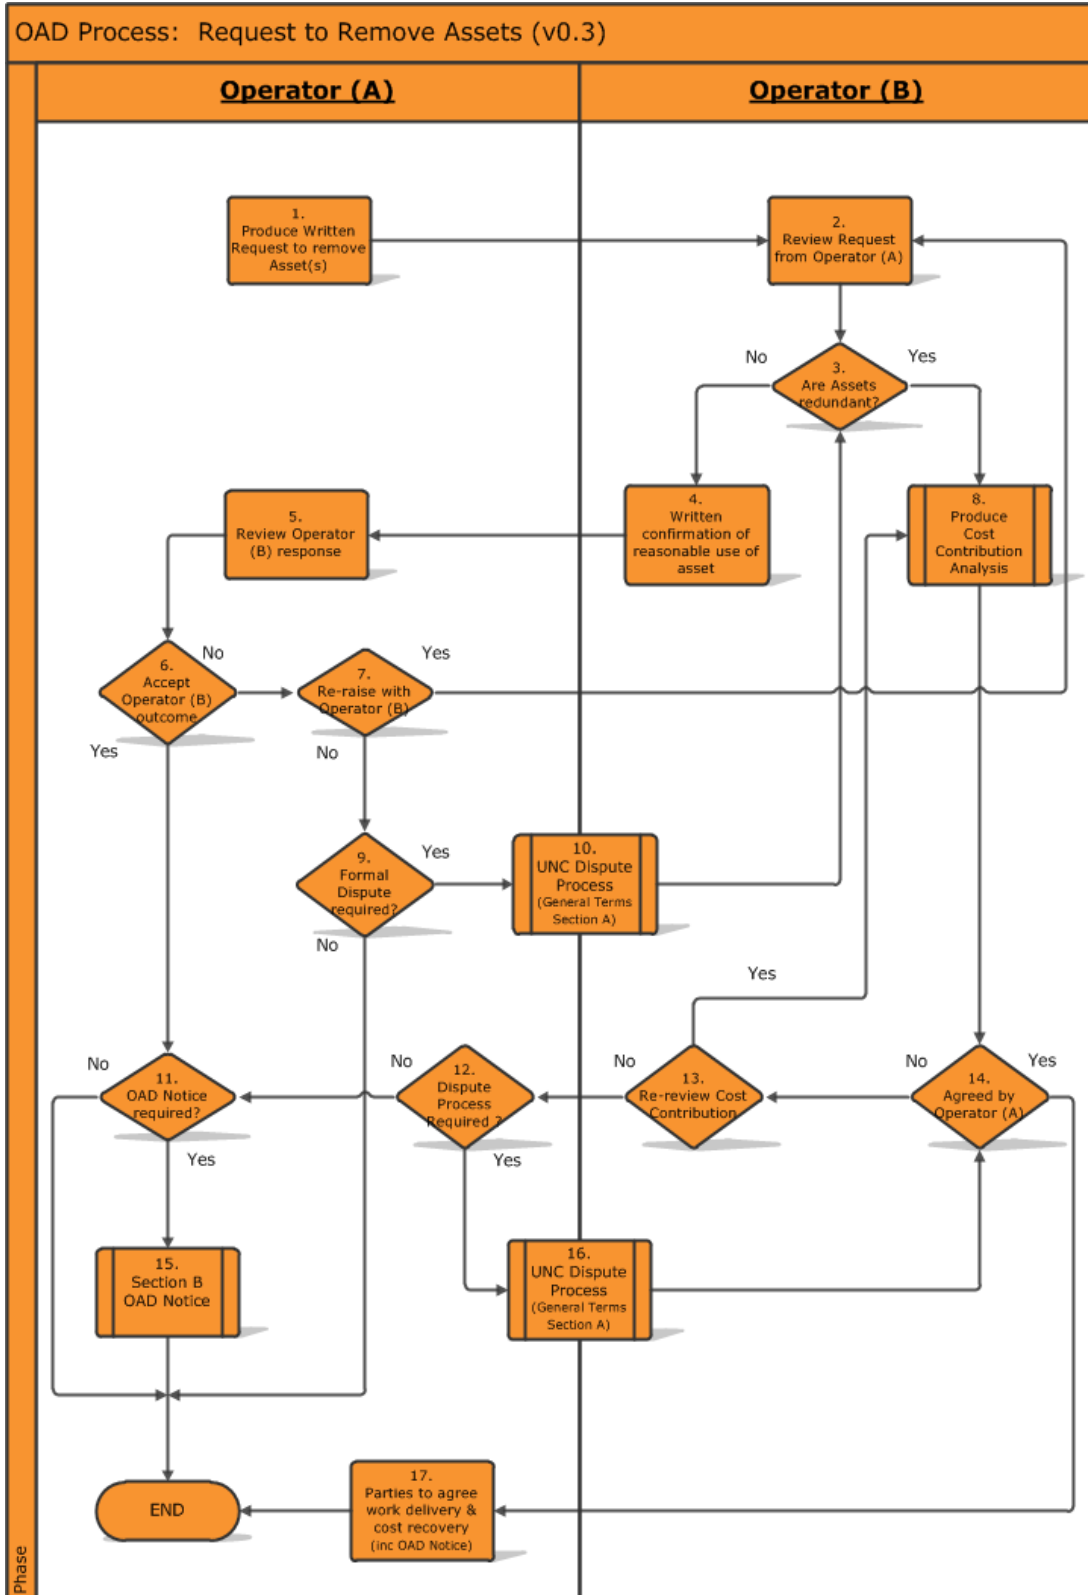 OAD Process:  Request to Remove Assets (v0.3)
Operator (A)
Operator (B)
1.
Produce Written
Request to remove
Asset(s)
2.
Review Request
from Operator (A)
No
Yes
3.
Are Assets
redundant?
4.
Written
confirmation of
reasonable use of
asset
5.
Review Operator
(B) response
8.
Produce
Cost
Contribution
Analysis
6.
Accept
Operator (B)
outcome
No
Yes
7.
Re-raise with
Operator (B)
Yes
No
9.
Formal
Dispute
required?
Yes
No
10.
UNC Dispute
Process
(General Terms
Section A)
Yes
No
11.
OAD Notice
required?
Yes
No
12.
Dispute
Process
Required ?
Yes
No
13.
Re-review Cost
Contribution
No
Yes
14.
Agreed by
Operator (A)
15.
Section B
OAD Notice
16.
UNC Dispute
Process
(General Terms
Section A)
17.
Parties to agree
work delivery &
cost recovery
(inc OAD Notice)
END
Phase